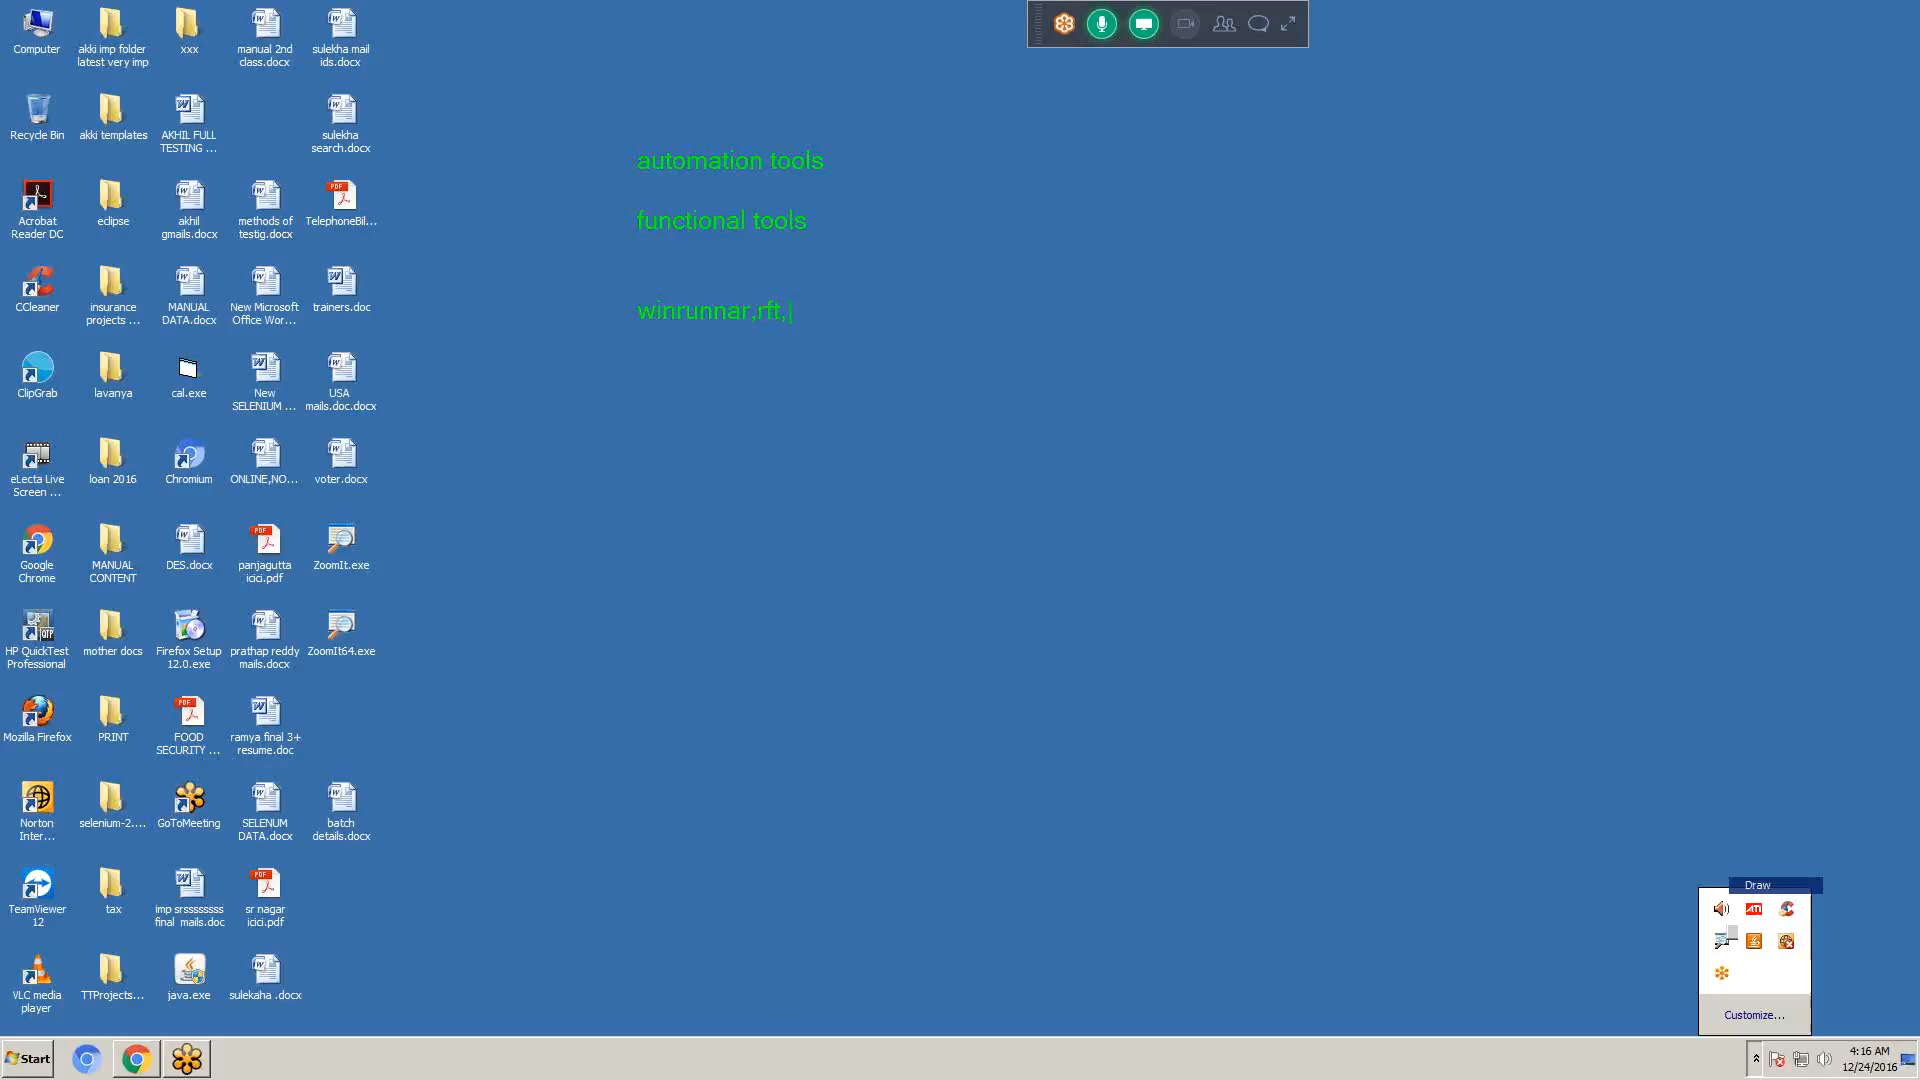 Computer
akki imp folder
latest very imp
xxx
manual 2nd
class.docx
sulekha mail
ids.docx
Recycle Bin
akki templates
AKHIL FULL
TESTING ...
sulekha
search.docx
automation tools
Acrobat
Reader DC
eclipse
akhil
gmails.docx
methods of
testig.docx
PDF
TelephoneBil...
functional tools
CCleaner
insurance
projects ...
MANUAL
DATA.docx
New Microsoft
Office Wor...
trainers.doc
winrunnar,rft,
ClipGrab
lavanya
cal.exe
New
SELENIUM ...
USA
mails.doc.docx
eLecta Live
Screen ...
loan 2016
Chromium
ONLINE,NO...
voter.docx
Google
Chrome
MANUAL
CONTENT
DES.docx
PDF
panjagutta
icici.pdf
ZoomIt.exe
QTP
HP QuickTest
Professional
mother docs
Firefox Setup
12.0.exe
prathap reddy
mails.docx
ZoomIt64.exe
Mozilla Firefox
PRINT
PDF
FOOD
SECURITY ...
ramya final 3+
resume.doc
Norton
Inter...
selenium-2....
GoToMeeting
SELENUM
DATA.docx
batch
details.docx
TeamViewer
12
tax
imp srssssssss
final mails.doc
PDF
sr nagar
icici.pdf
Draw
ATI
VLC media
player
TTProjects...
java.exe
sulekaha .docx
Customize...
Start
4:16 AM
12/24/2016